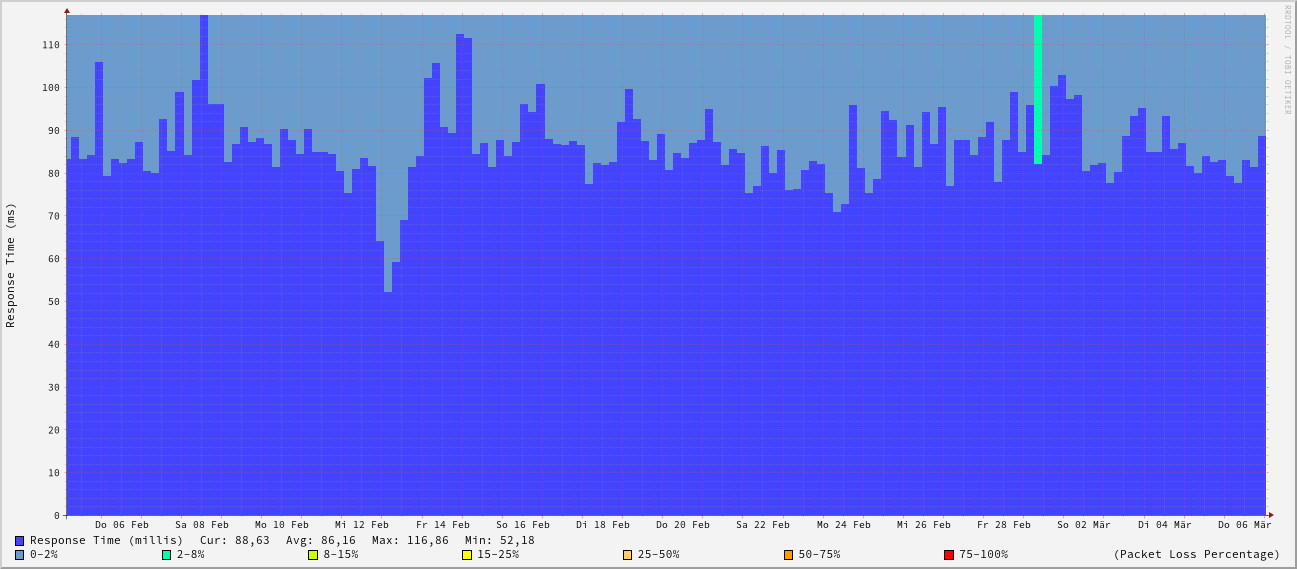 RRDTOOL / TOBI OETIKER
Response Time (ms)
110
100
90
80
70
60
50
40
30
20
10
0
Do 06 Feb Sa 08 Feb Mo 10 Feb Mi 12 Feb Fr 14 Feb So 16 Feb Di 18 Feb Do 20 Feb Sa 22 Feb Mo 24 Feb Mi 26 Feb Fr 28 Feb So 02 Mär Di 04 Mär Do 06 Mär
Response Time (millis) Cur: 88,63 Avg: 86,16 Max: 116,86 Min: 52,18
0-2% 2-8% 8-15% 15-25% 25-50% 50-75% 75-100% (Packet Loss Percentage)